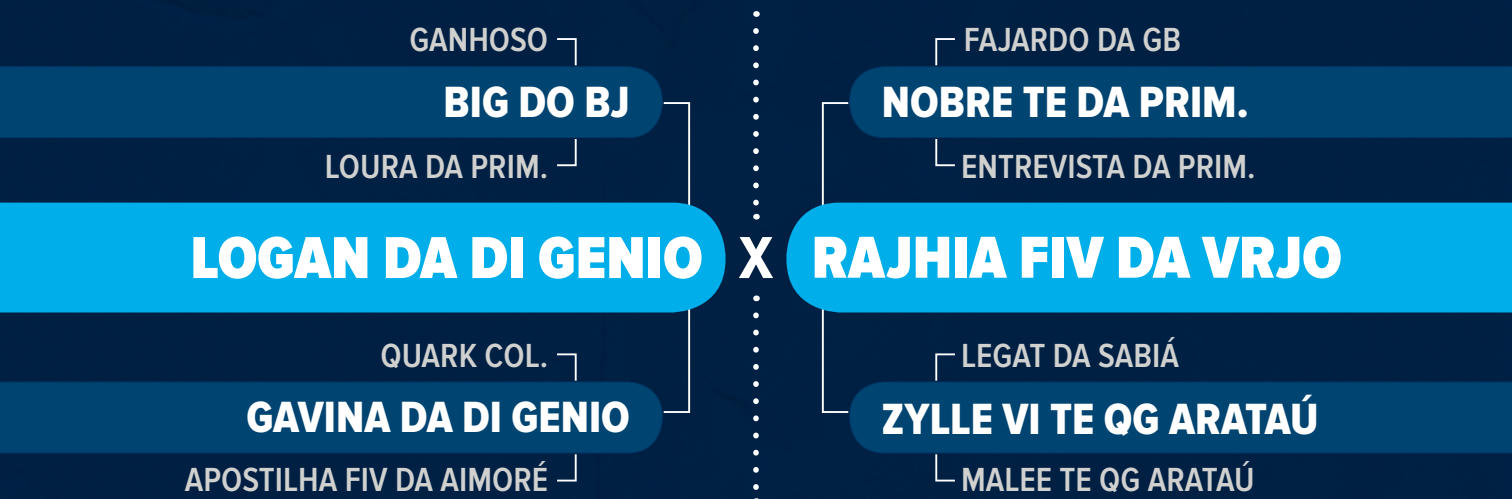 GANHOSO
FAJARDO DA GB
BIG DO BJ
NOBRE TE DA PRIM.
LOURA DA PRIM.
ENTREVISTA DA PRIM.
LOGAN DA DI GENIO X RAJHIA FIV DA VRJO
QUARK COL.
LEGAT DA SABIÁ
GAVINA DA DI GENIO
ZYLLE VI TE QG ARATAÚ
APOSTILHA FIV DA AIMORÉ
MALEE TE QG ARATAÚ